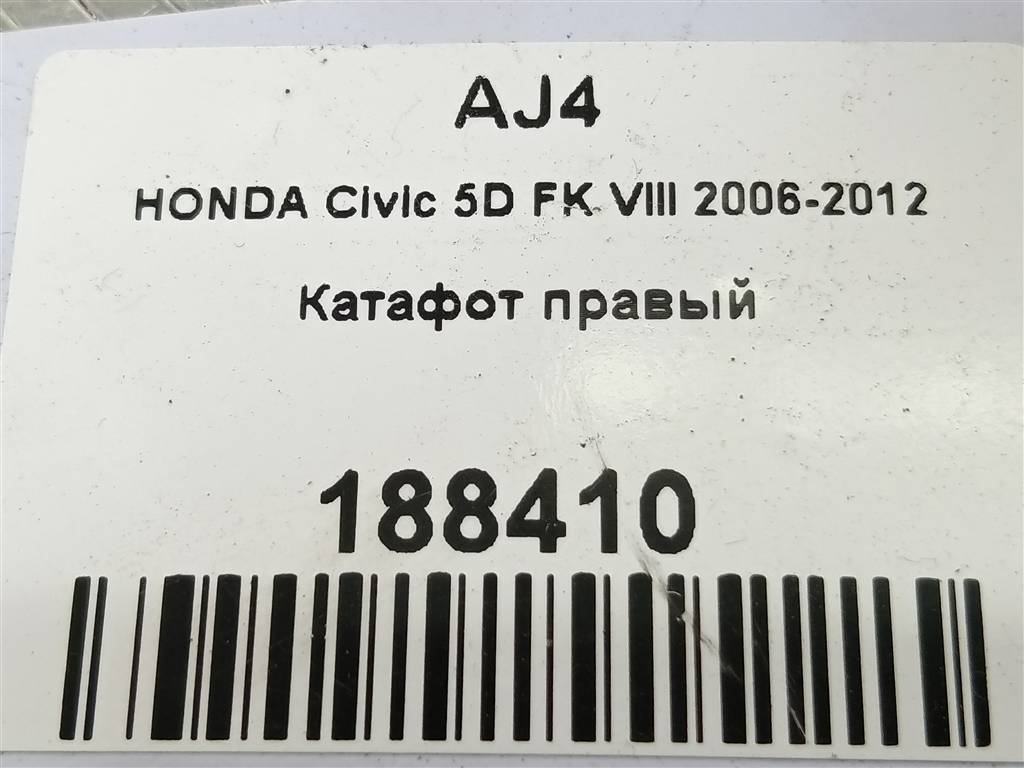 AJ4
HONDA Civic 5D FK VIII 2006-2012
Катафот правый
188410